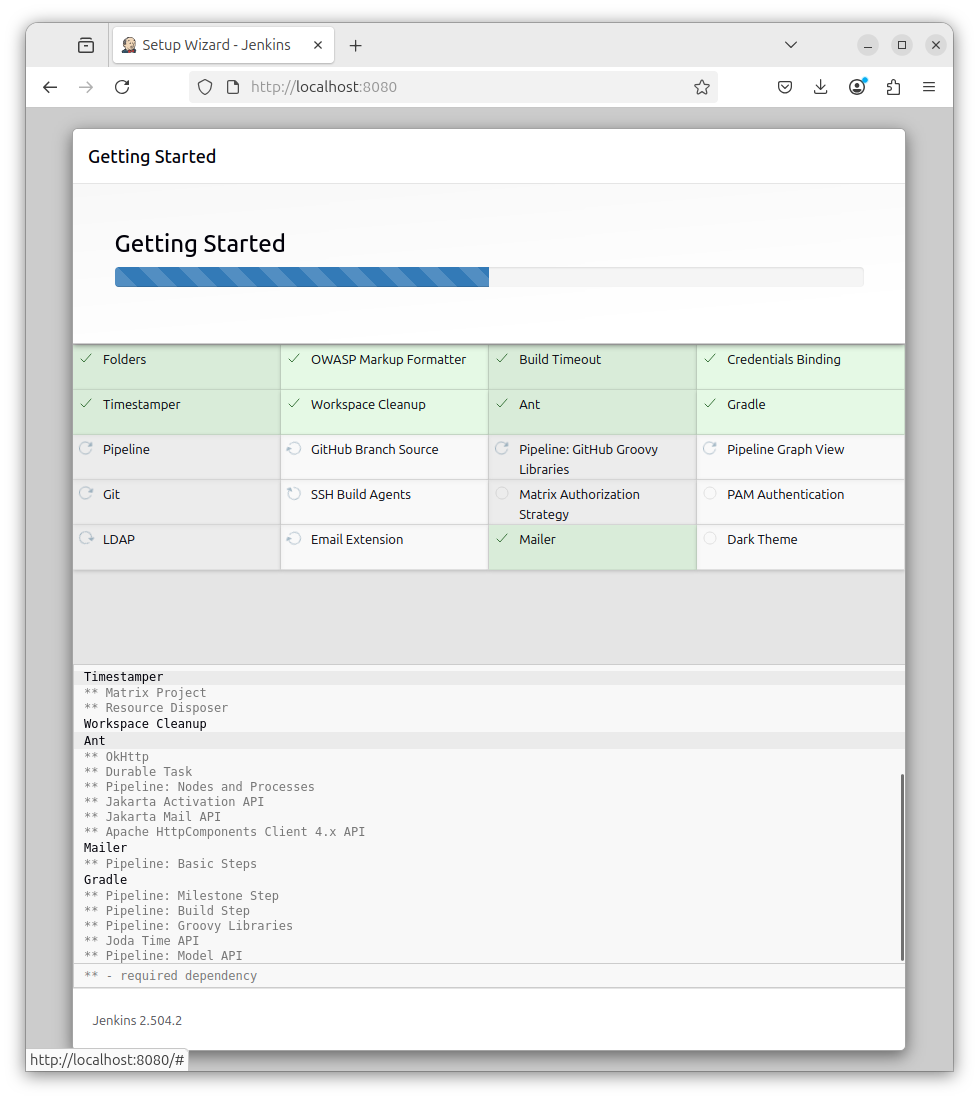 Setup Wizard - Jenkins
http://localhost:8080
Getting Started
Getting Started
Folders
OWASP Markup Formatter
Build Timeout
Credentials Binding
Timestamper
Workspace Cleanup
Ant
Gradle
Pipeline
GitHub Branch Source
Pipeline: GitHub Groovy
Libraries
Pipeline Graph View
Git
SSH Build Agents
Matrix Authorization
Strategy
PAM Authentication
LDAP
Email Extension
Mailer
Dark Theme
Timestamper
** Matrix Project
** Resource Disposer
Workspace Cleanup
Ant
** OkHttp
** Durable Task
** Pipeline: Nodes and Processes
** Jakarta Activation API
** Jakarta Mail API
** Apache HttpComponents Client 4.x API
Mailer
** Pipeline: Basic Steps
Gradle
** Pipeline: Milestone Step
** Pipeline: Build Step
** Pipeline: Groovy Libraries
** Joda Time API
** Pipeline: Model API
** - required dependency
Jenkins 2.504.2
http://localhost:8080/#